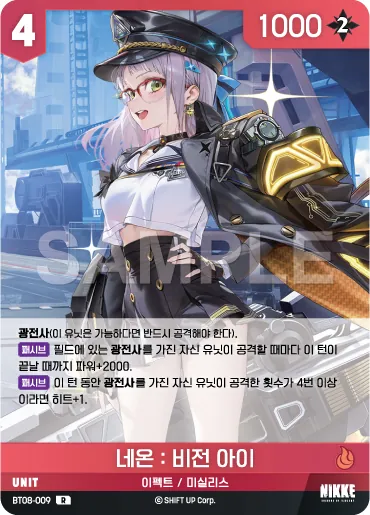 4
1000 2
SAMPLE
광전사(이 유닛은 가능하다면 반드시 공격해야 한다).
패시브 필드에 있는 광전사를 가진 자신 유닛이 공격할 때마다 이 턴이
끝날 때까지 파워+2000.
패시브 이 턴 동안 광전사를 가진 자신 유닛이 공격한 횟수가 4번 이상
이라면 히트+1.
네온 : 비전 아이
UNIT
이펙트 / 미실리스
NIKKE
BT08-009 R
© SHIFT UP Corp.